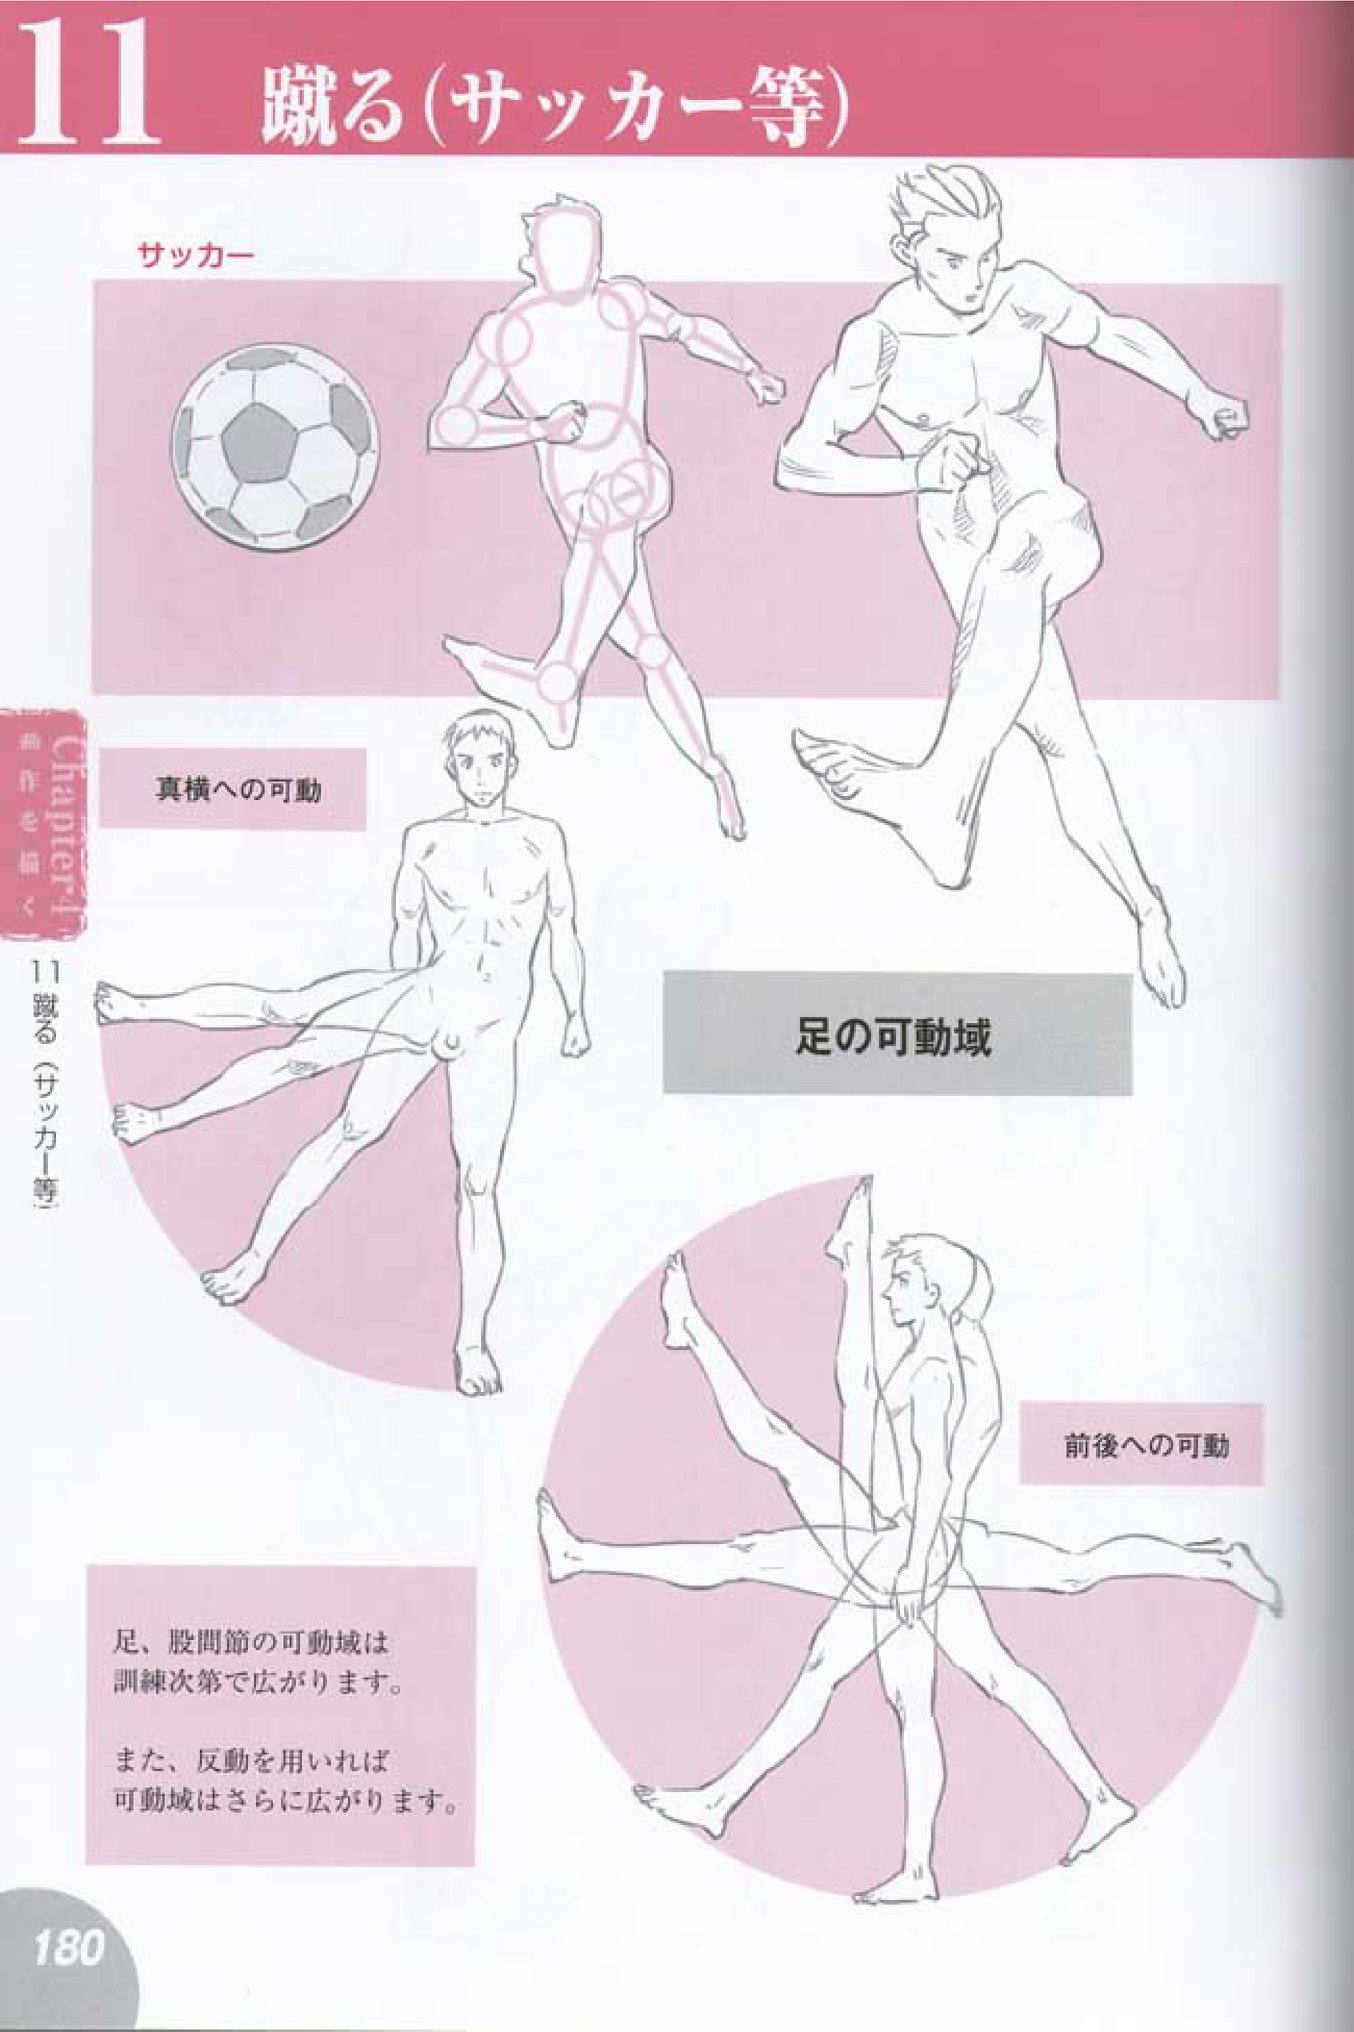 11 蹴る(サッカー等)
サッカー
真横への可動
Chapter4
動作を描く
11 蹴る(サッカー等)
足の可動域
前後への可動
足、股間節の可動域は
訓練次第で広がります。
また、反動を用いれば
可動域はさらに広がります。
180